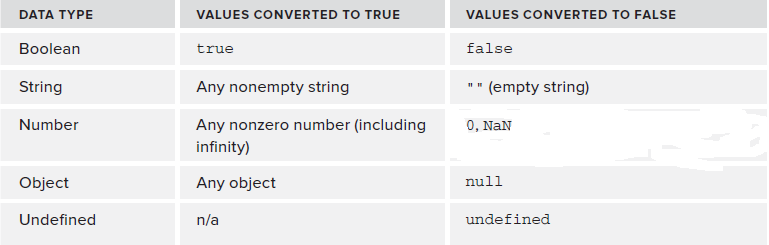 DATA TYPE VALUES CONVERTED TO TRUE VALUES CONVERTED TO FALSE
Boolean true false
String Any nonempty string "" (empty string)
Number Any nonzero number (including 0, NaN
infinity)
Object Any object null
Undefined n/a undefined